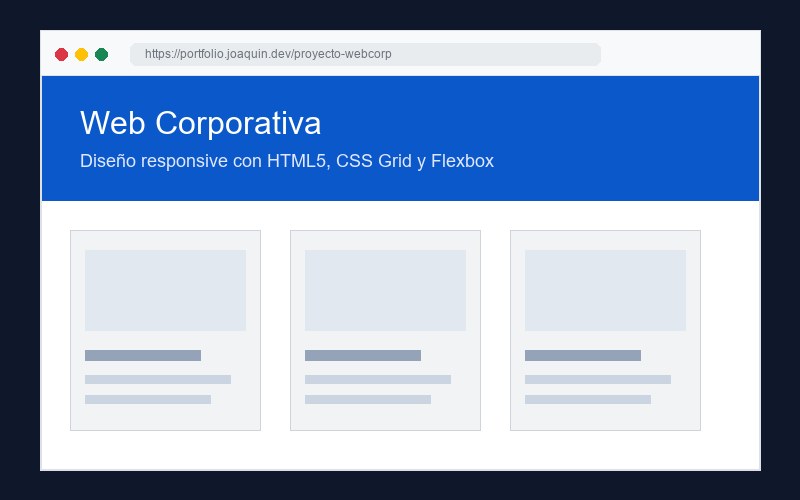 https://portfolio.joaquin.dev/proyecto-webcorp
Web Corporativa
Diseño responsive con HTML5, CSS Grid y Flexbox